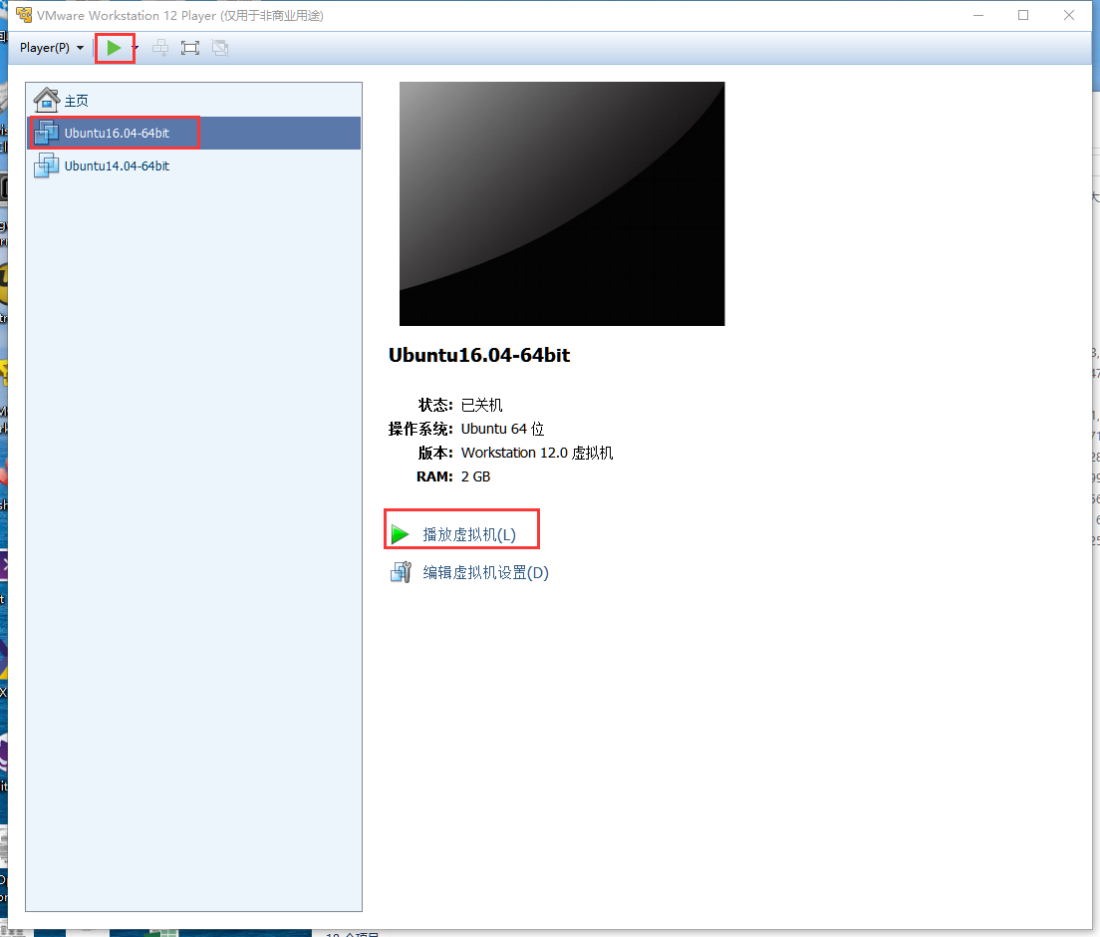 VMware Workstation 12 Player (仅用于非商业用途)
Player(P)
主页
Ubuntu16.04-64bit
Ubuntu14.04-64bit
Ubuntu16.04-64bit
状态: 已关机
操作系统: Ubuntu 64 位
版本: Workstation 12.0 虚拟机
RAM: 2 GB
播放虚拟机(L)
编辑虚拟机设置(D)